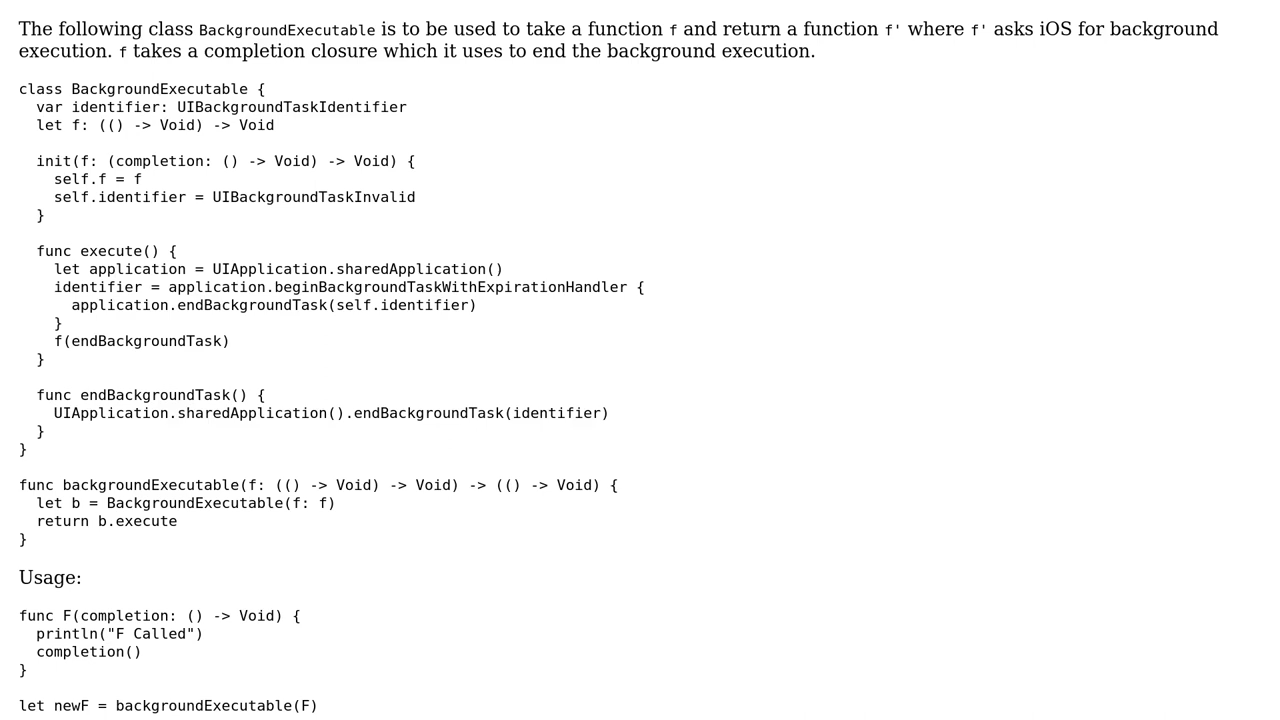 The following class BackgroundExecutable is to be used to take a function f and return a function f' where f' asks iOS for background
execution. f takes a completion closure which it uses to end the background execution.
class BackgroundExecutable {
  var identifier: UIBackgroundTaskIdentifier
  let f: (() -> Void) -> Void

  init(f: (completion: () -> Void) -> Void) {
    self.f = f
    self.identifier = UIBackgroundTaskInvalid
  }

  func execute() {
    let application = UIApplication.sharedApplication()
    identifier = application.beginBackgroundTaskWithExpirationHandler {
      application.endBackgroundTask(self.identifier)
    }
    f(endBackgroundTask)
  }

  func endBackgroundTask() {
    UIApplication.sharedApplication().endBackgroundTask(identifier)
  }
}

func backgroundExecutable(f: (() -> Void) -> Void) -> (() -> Void) {
  let b = BackgroundExecutable(f: f)
  return b.execute
}
Usage:
func F(completion: () -> Void) {
  println("F Called")
  completion()
}

let newF = backgroundExecutable(F)